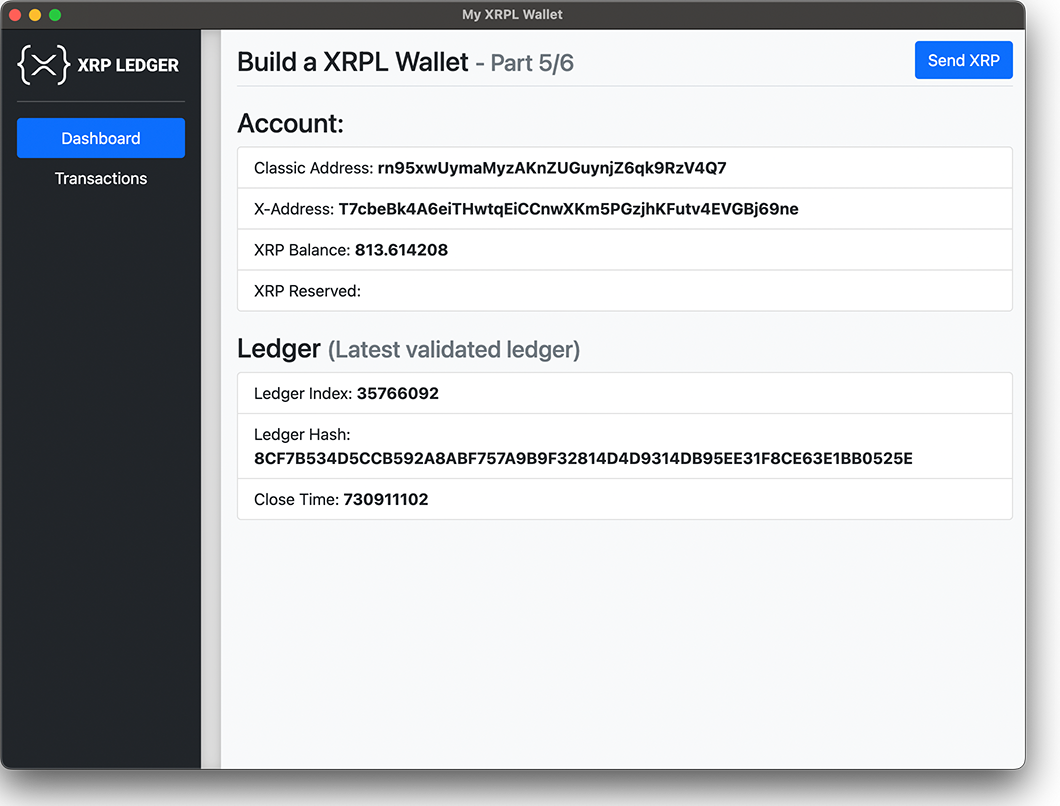 My XRPL Wallet
XRP LEDGER
Dashboard
Transactions
Build a XRPL Wallet - Part 5/6
Send XRP
Account:
Classic Address: rn95xwUymaMyzAKnZUGuynjZ6qk9RzV4Q7
X-Address: T7cbeBk4A6eiTHwtqEiCCnwXKm5PGzjhKFutv4EVGBj69ne
XRP Balance: 813.614208
XRP Reserved:
Ledger (Latest validated ledger)
Ledger Index: 35766092
Ledger Hash:
8CF7B534D5CCB592A8ABF757A9B9F32814D4D9314DB95EE31F8CE63E1BB0525E
Close Time: 730911102